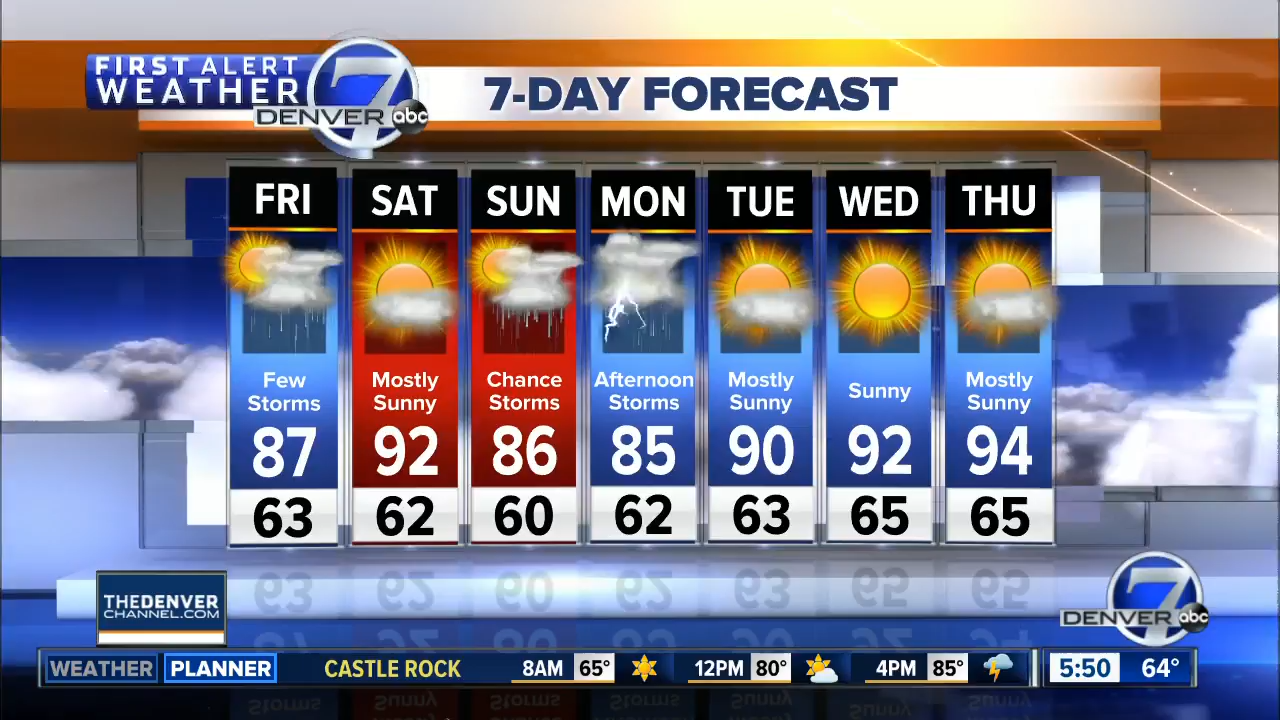 FIRST ALERT
WEATHER
7
DENVER abc
7-DAY FORECAST
FRI SAT SUN MON TUE WED THU
Few Storms
Mostly Sunny
Chance Storms
Afternoon Storms
Mostly Sunny
Sunny
Mostly Sunny
87 92 86 85 90 92 94
63 62 60 62 63 65 65
THEDENVER
CHANNEL.COM
7
DENVER abc
WEATHER PLANNER CASTLE ROCK 8AM 65° 12PM 80° 4PM 85° 5:50 64°